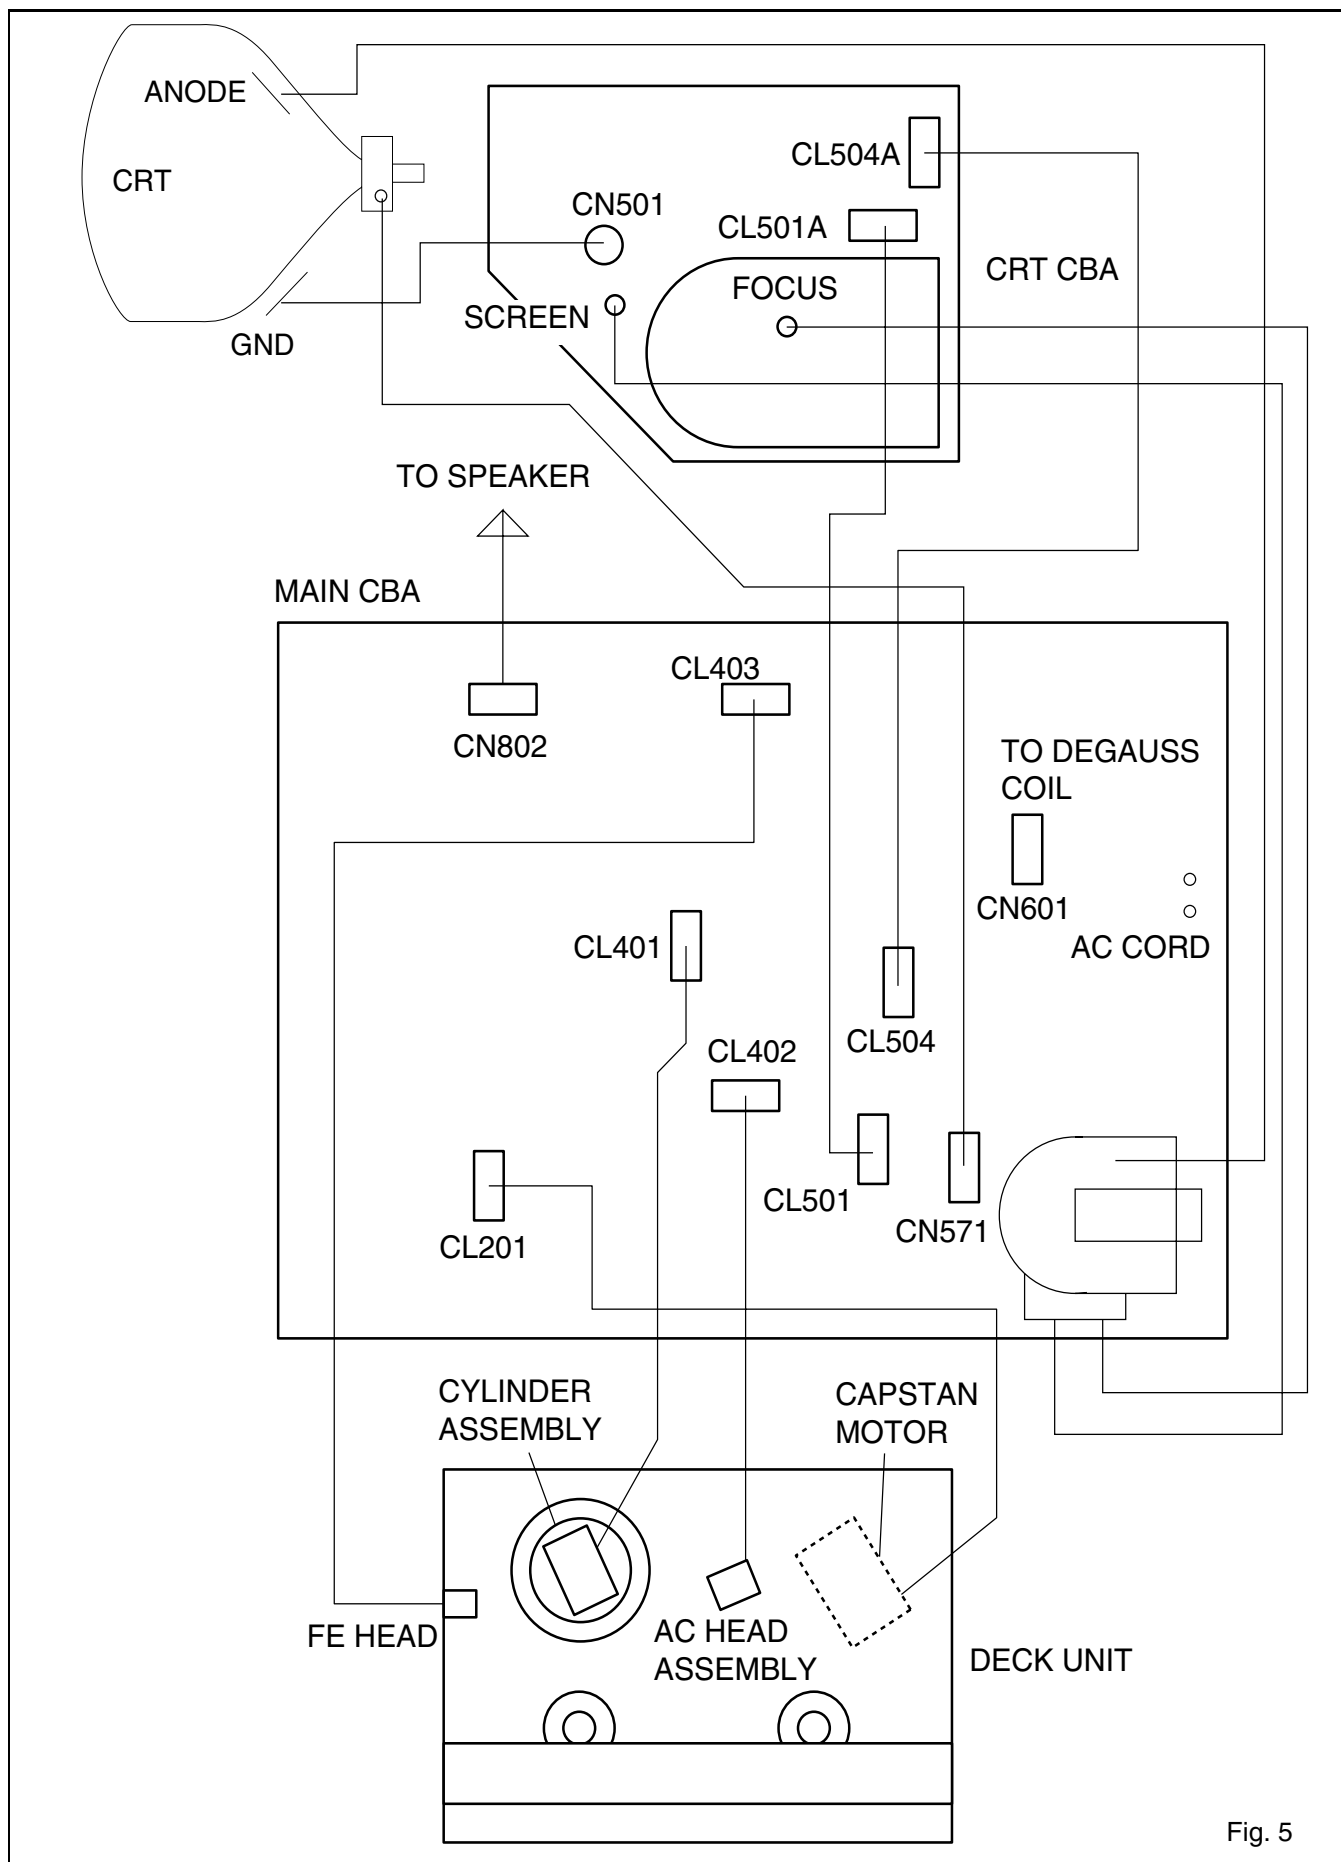 ANODE
CL504A
CRT
CN501
CL501A
CRT CBA
FOCUS
SCREEN
GND
TO SPEAKER
MAIN CBA
CL403
CN802
TO DEGAUSS
COIL
CN601
CL401
AC CORD
CL504
CL402
CL501
CN571
CL201
CYLINDER
ASSEMBLY
CAPSTAN
MOTOR
FE HEAD
AC HEAD
ASSEMBLY
DECK UNIT
Fig. 5